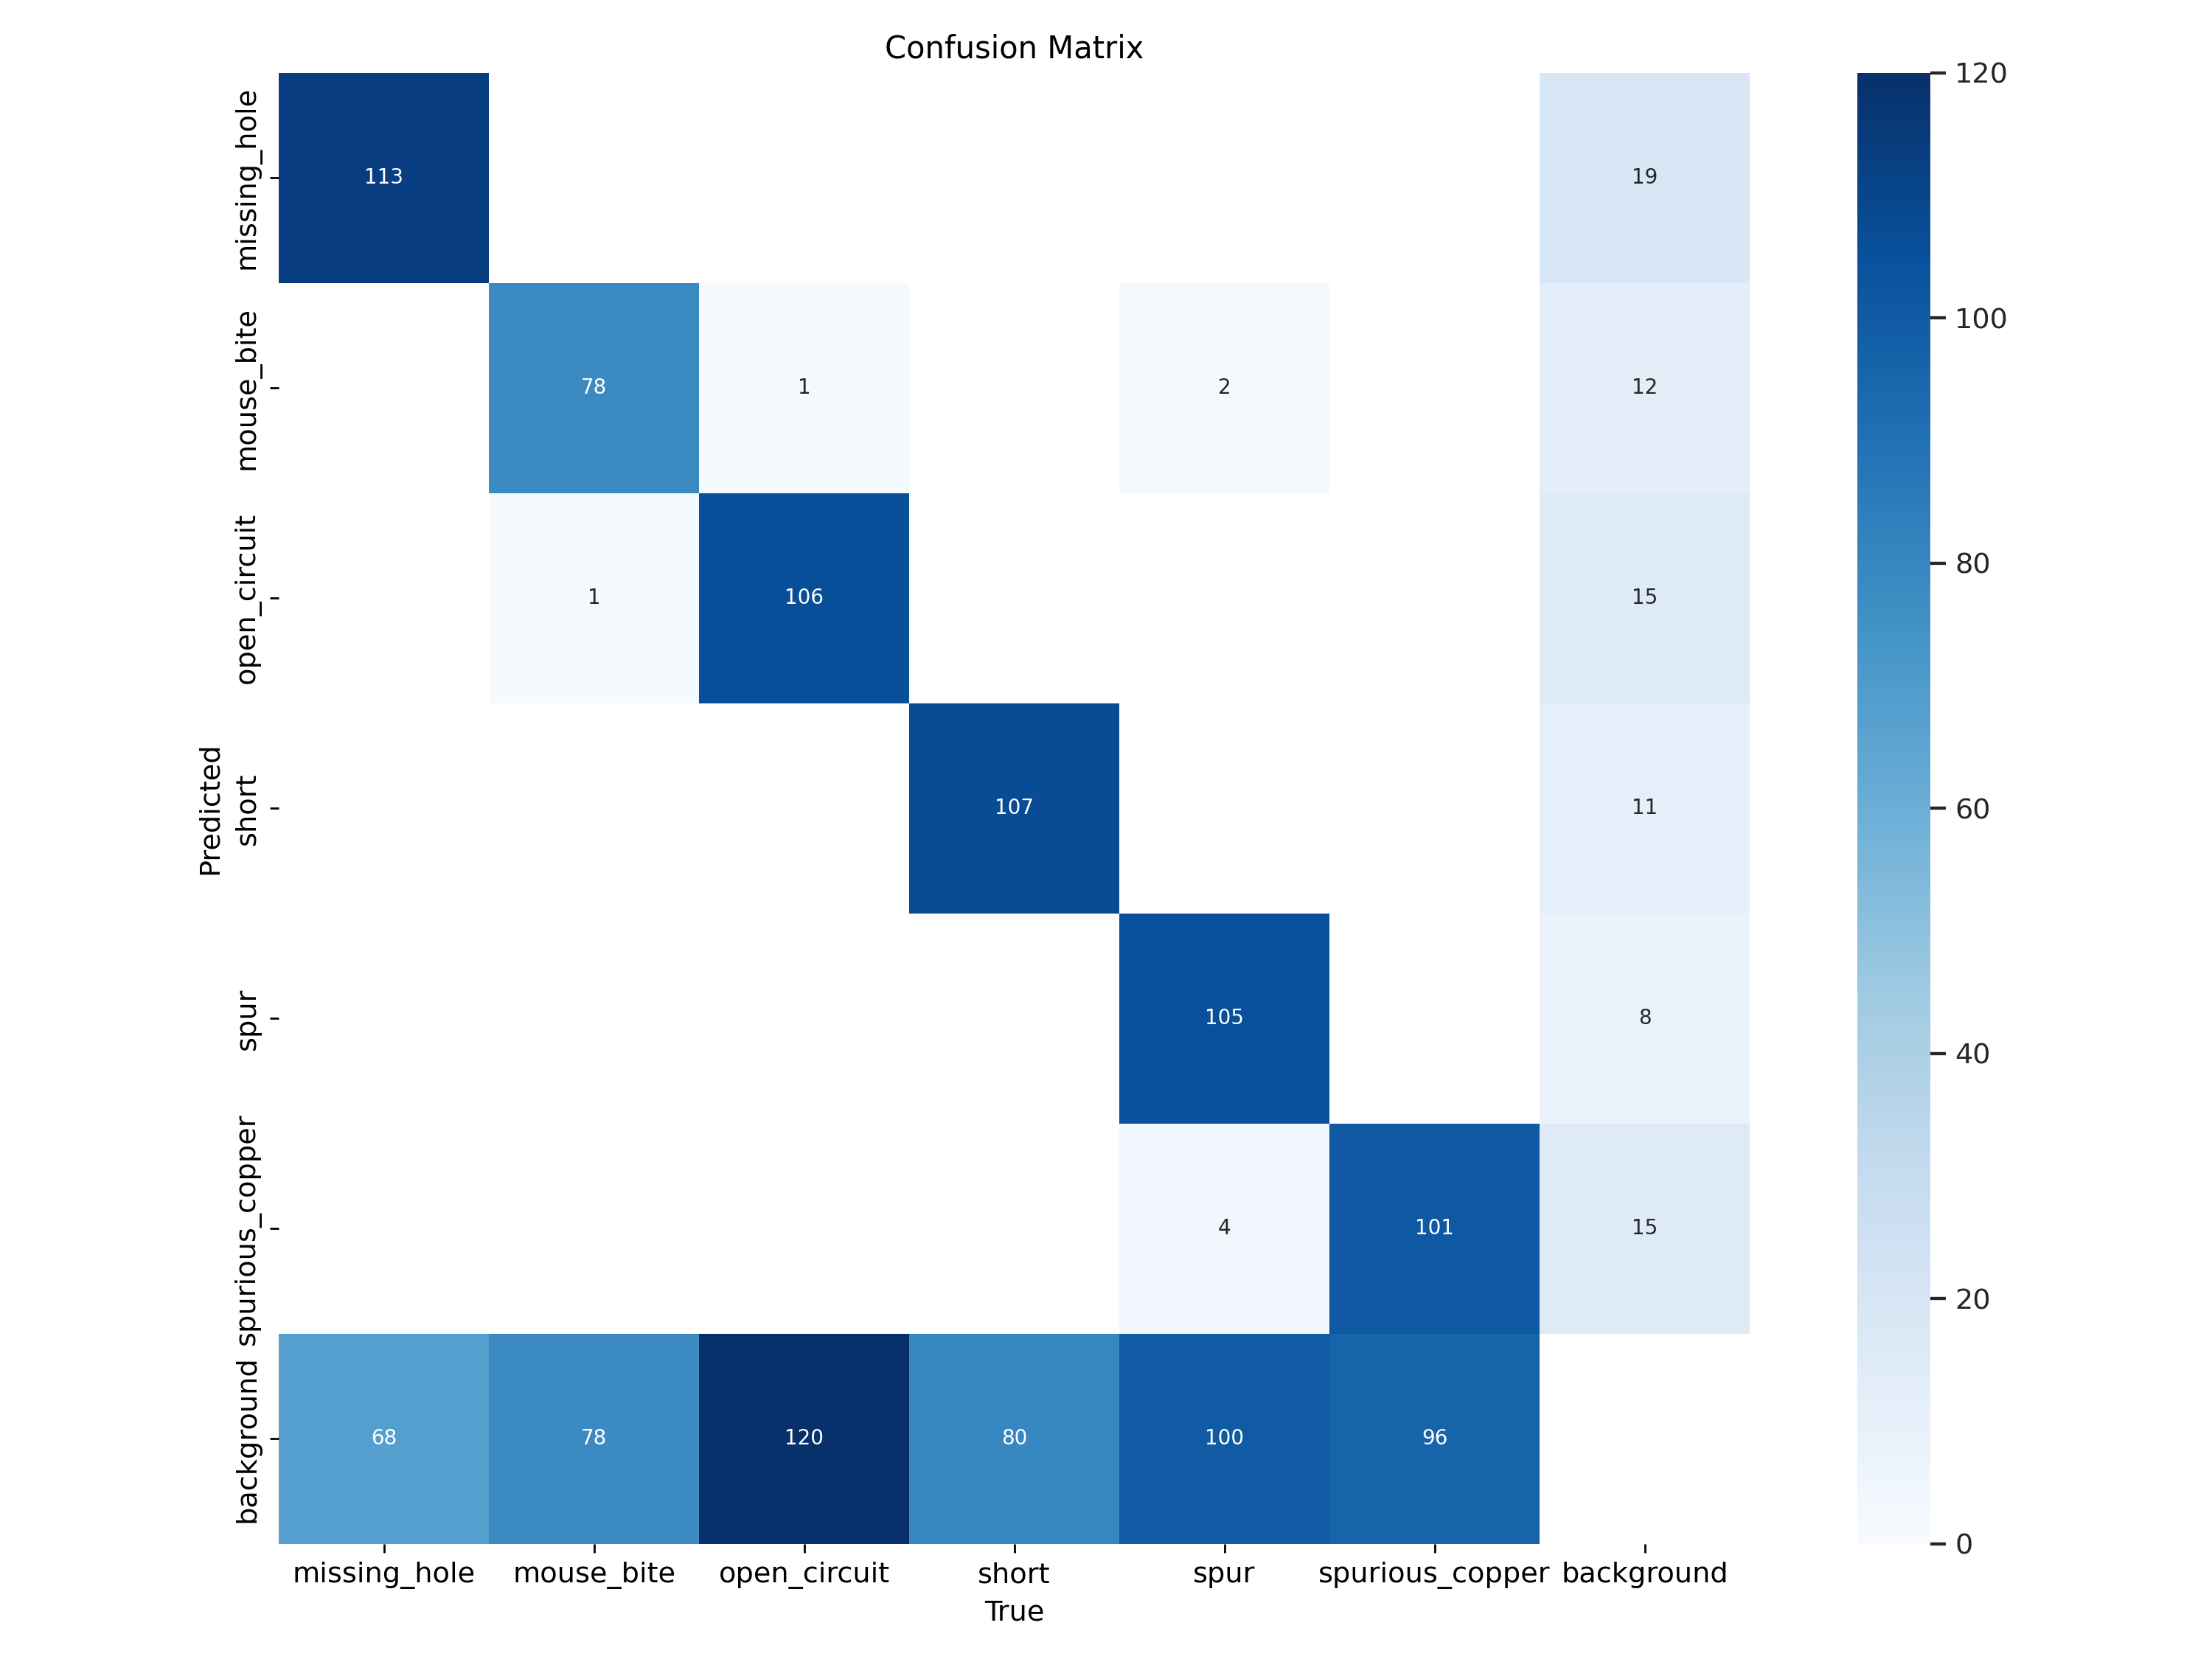 Confusion Matrix
missing_hole
113
19
120
mouse_bite
78
1
2
12
100
open_circuit
1
106
15
80
Predicted
short
107
11
60
spur
105
8
40
spurious_copper
4
101
15
20
background
68
78
120
80
100
96
0
missing_hole mouse_bite open_circuit short spur spurious_copper background
True